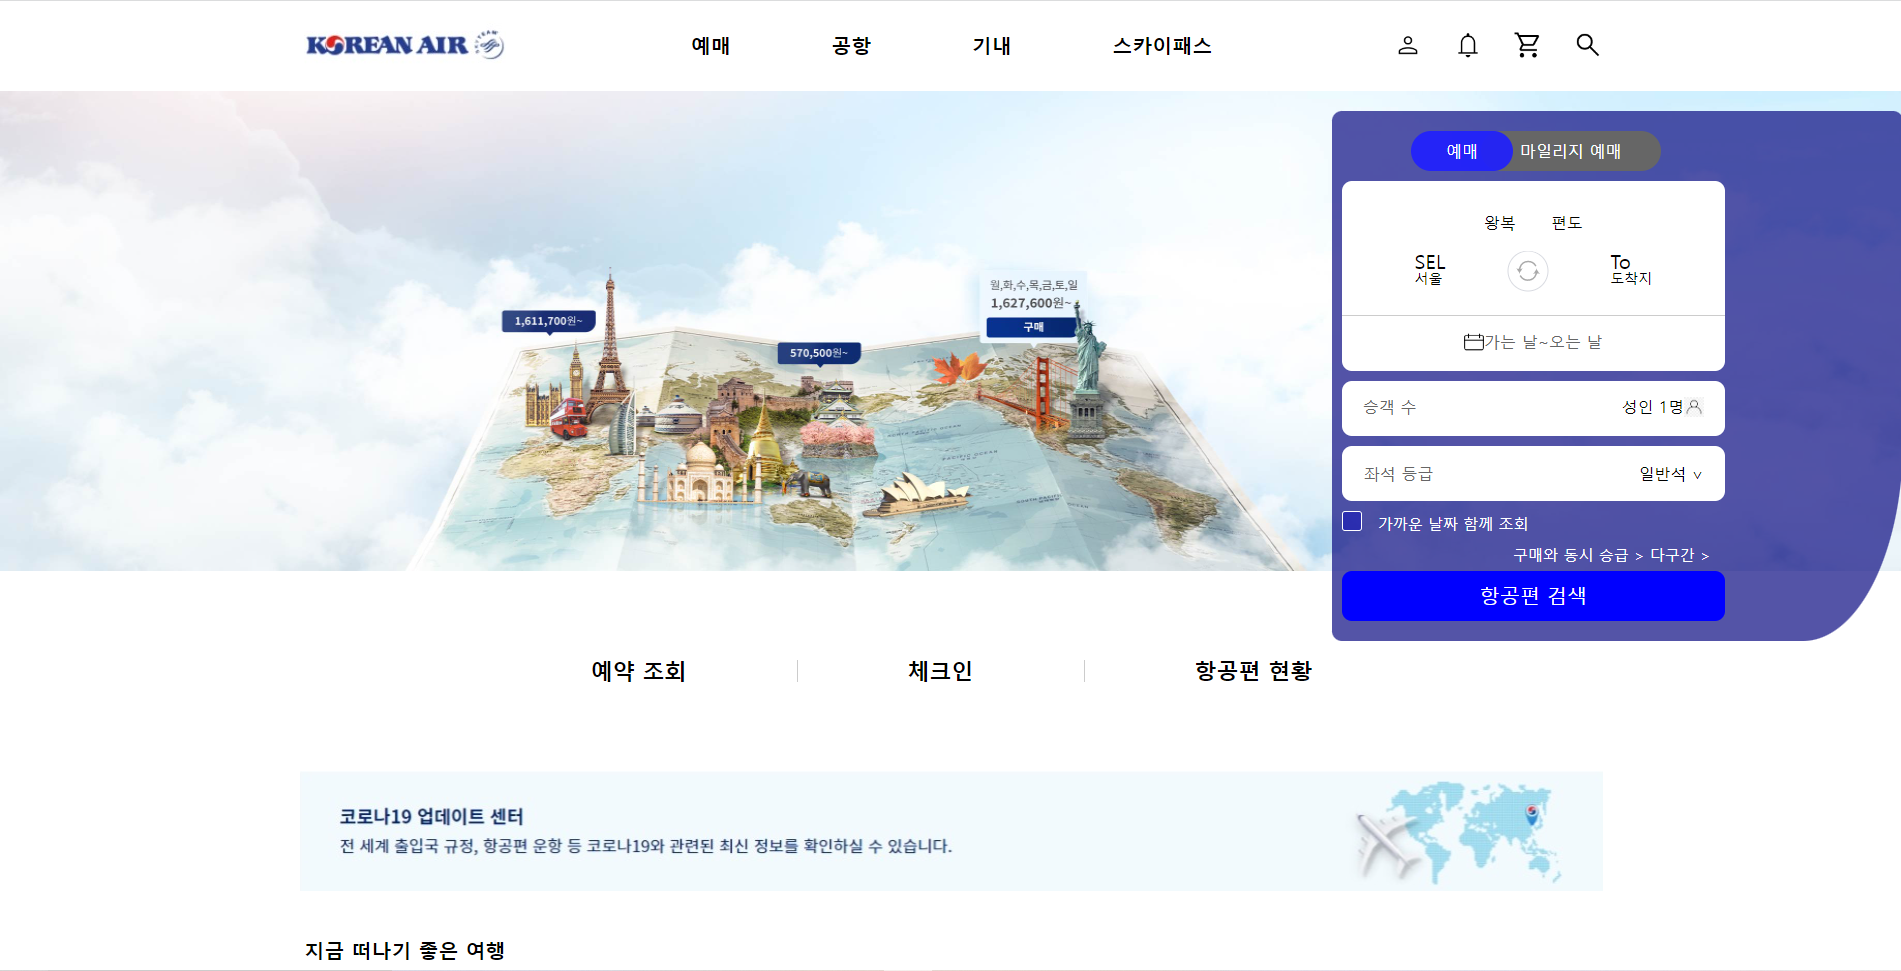 KOREAN AIR
예매
공항
기내
스카이패스
예매
마일리지 예매
왕복
편도
SEL
서울
To
도착지
가는 날~오는 날
승객 수
성인 1명
좌석 등급
일반석 ∨
가까운 날짜 함께 조회
구매와 동시 승급 > 다구간 >
항공편 검색
월,화,수,목,금,토,일
1,627,600원~
구매
1,611,700원~
570,500원~
예약 조회
체크인
항공편 현황
코로나19 업데이트 센터
전 세계 출입국 규정, 항공편 운항 등 코로나19와 관련된 최신 정보를 확인하실 수 있습니다.
지금 떠나기 좋은 여행